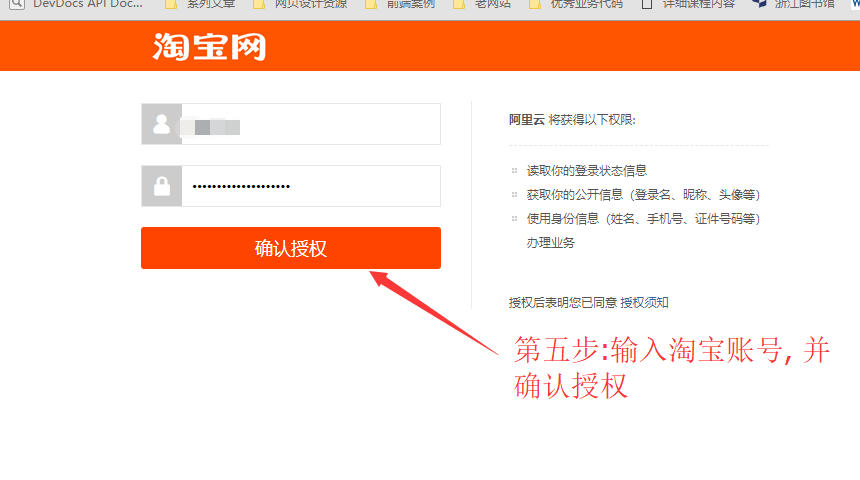 DevDocs API Doc... 系列文章 网页设计资源 前端案例 老网站 优秀业务代码 详细课程内容 浙江图书馆
淘宝网
阿里云 将获得以下权限:
读取你的登录状态信息
获取你的公开信息（登录名、昵称、头像等）
使用身份信息（姓名、手机号、证件号码等）
办理业务
确认授权
授权后表明您已同意 授权须知
第五步:输入淘宝账号, 并
确认授权